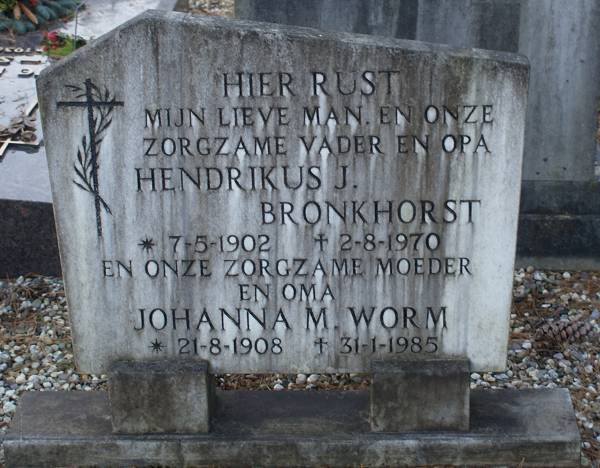 HIER RUST
MIJN LIEVE MAN. EN ONZE
ZORGZAME VADER EN OPA
HENDRIKUS J.
BRONKHORST
* 7-5-1902 † 2-8-1970
EN ONZE ZORGZAME MOEDER
EN OMA
JOHANNA M. WORM
* 21-8-1908 † 31-1-1985